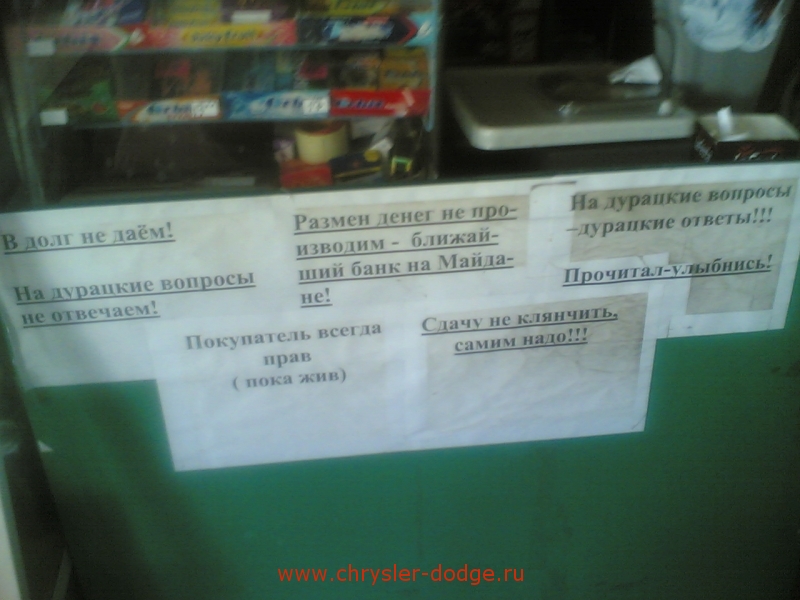 В долг не даём!
На дурацкие вопросы
не отвечаем!
Размен денег не про-
изводим - ближай-
ший банк на Майда-
не!
На дурацкие вопросы
–дурацкие ответы!!!
Прочитал-улыбнись!
Покупатель всегда
прав
( пока жив)
Сдачу не клянчить,
самим надо!!!
www.chrysler-dodge.ru